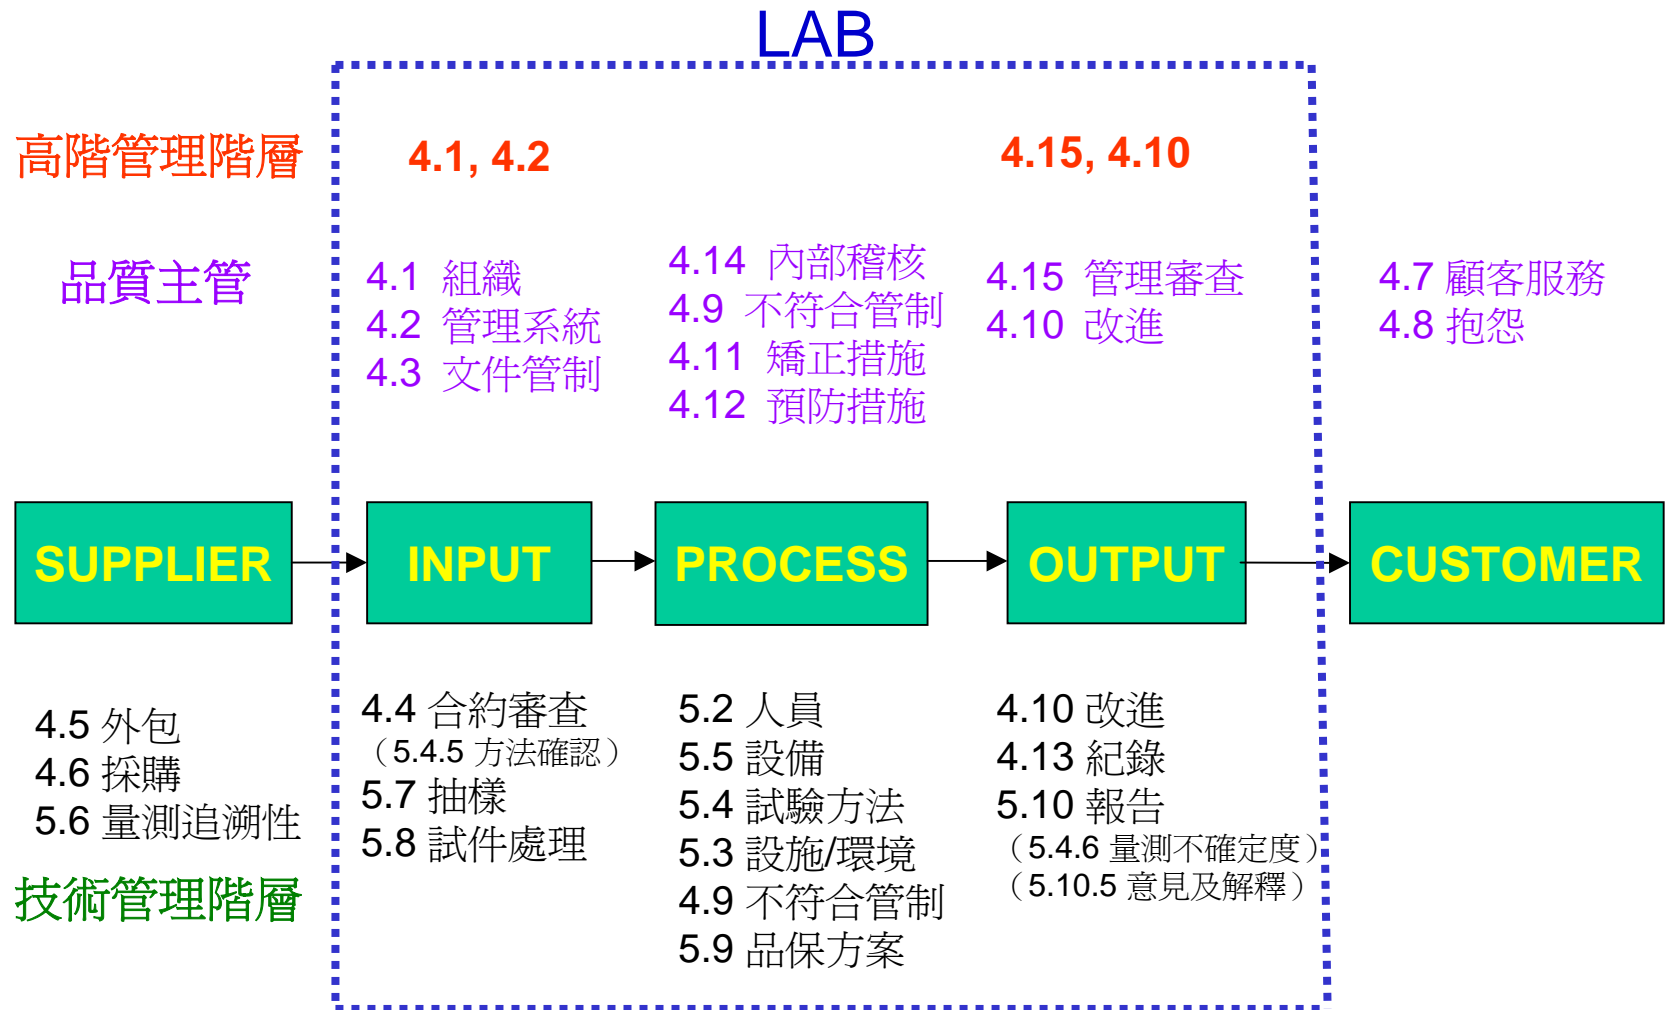 LAB
高階管理階層
4.1, 4.2
4.15, 4.10
品質主管
4.1 組織
4.2 管理系統
4.3 文件管制
4.14 內部稽核
4.9 不符合管制
4.11 矯正措施
4.12 預防措施
4.15 管理審查
4.10 改進
4.7 顧客服務
4.8 抱怨
SUPPLIER
INPUT
PROCESS
OUTPUT
CUSTOMER
4.5 外包
4.6 採購
5.6 量測追溯性
4.4 合約審查
（5.4.5 方法確認）
5.7 抽樣
5.8 試件處理
5.2 人員
5.5 設備
5.4 試驗方法
5.3 設施/環境
4.9 不符合管制
5.9 品保方案
4.10 改進
4.13 紀錄
5.10 報告
（5.4.6 量測不確定度）
（5.10.5 意見及解釋）
技術管理階層